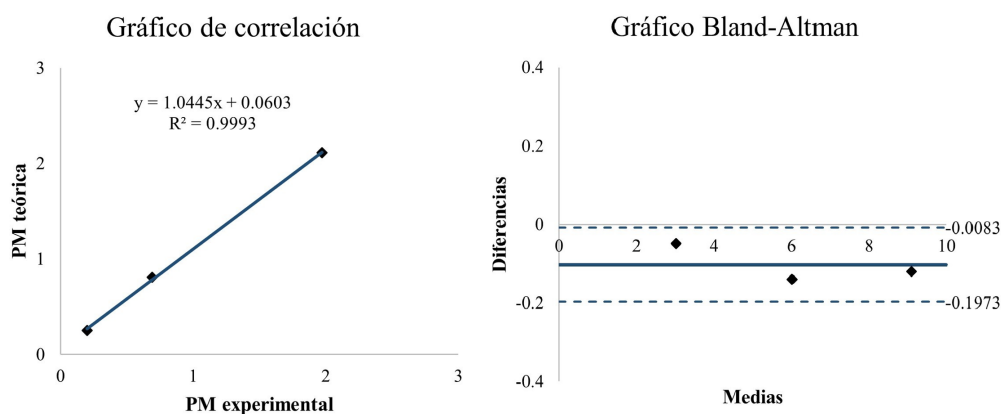 Gráfico de correlación
3
2
1
0
0
1
2
3
PM teórica
PM experimental
y = 1.0445x + 0.0603
R² = 0.9993
Gráfico Bland-Altman
0.4
0.2
0
-0.2
-0.4
0
2
4
6
8
10
Diferencias
Medias
-0.0083
-0.1973